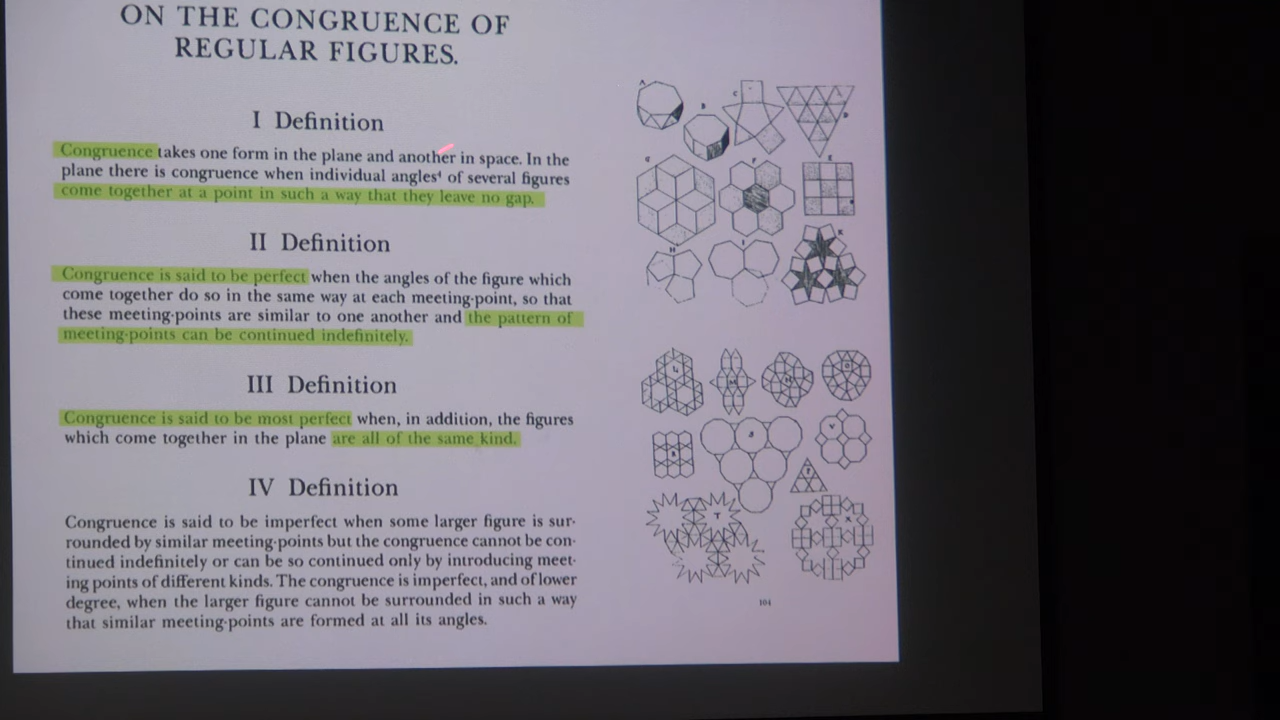 ON THE CONGRUENCE OF
REGULAR FIGURES.
I Definition
Congruence takes one form in the plane and another in space. In the
plane there is congruence when individual angles⁴ of several figures
come together at a point in such a way that they leave no gap.
II Definition
Congruence is said to be perfect when the angles of the figure which
come together do so in the same way at each meeting-point, so that
these meeting-points are similar to one another and the pattern of
meeting-points can be continued indefinitely.
III Definition
Congruence is said to be most perfect when, in addition, the figures
which come together in the plane are all of the same kind.
IV Definition
Congruence is said to be imperfect when some larger figure is sur-
rounded by similar meeting-points but the congruence cannot be con-
tinued indefinitely or can be so continued only by introducing meet-
ing points of different kinds. The congruence is imperfect, and of lower
degree, when the larger figure cannot be surrounded in such a way
that similar meeting-points are formed at all its angles.
A
B
C
D
G
F
E
H
I
K
L
M
N
O
R
S
V
T
X
104